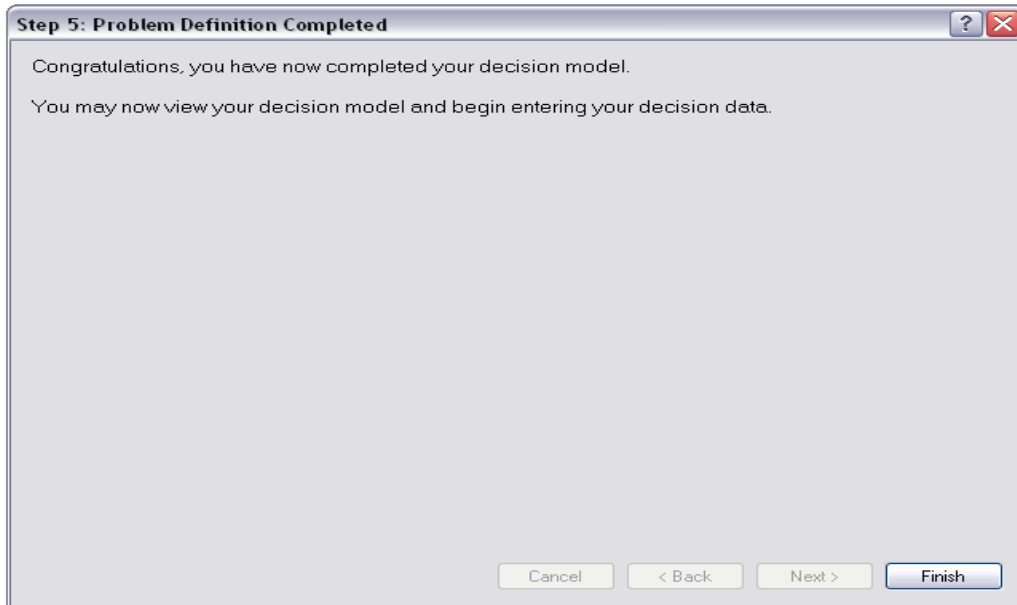 Step 5: Problem Definition Completed
?
Congratulations, you have now completed your decision model.
You may now view your decision model and begin entering your decision data.
Cancel
< Back
Next >
Finish